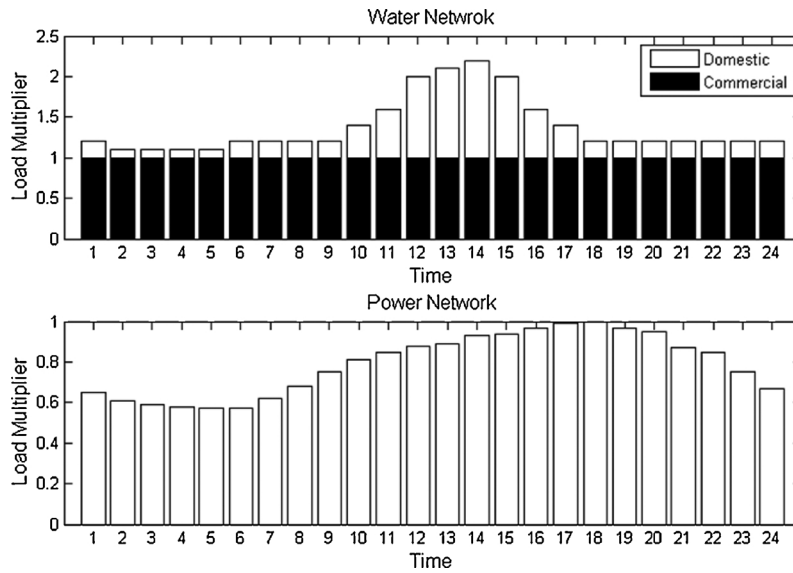 Water Netwrok
Load Multiplier
2.5
2
1.5
1
0.5
0
Domestic
Commercial
1 2 3 4 5 6 7 8 9 10 11 12 13 14 15 16 17 18 19 20 21 22 23 24
Time
Power Network
Load Multiplier
1
0.8
0.6
0.4
0.2
0
1 2 3 4 5 6 7 8 9 10 11 12 13 14 15 16 17 18 19 20 21 22 23 24
Time